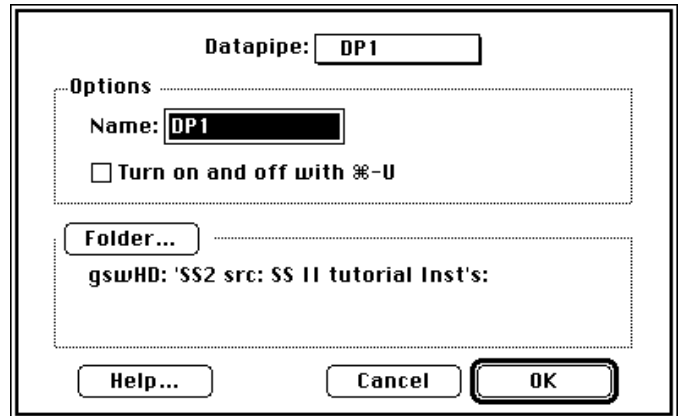 Datapipe: DP1
Options
Name: DP1
Turn on and off with ⌘-U
Folder...
gswHD: 'SS2 src: SS II tutorial Inst's:
Help... Cancel OK